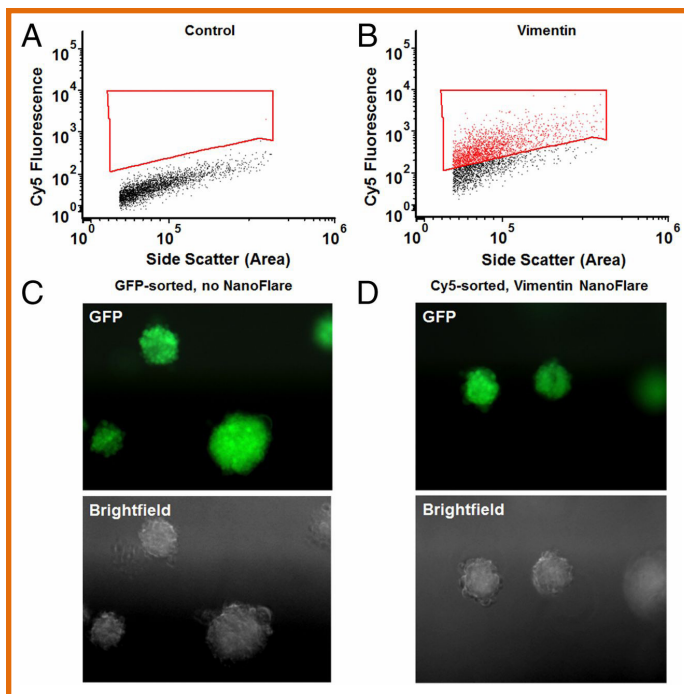 A
Control
Cy5 Fluorescence
10^5
10^4
10^3
10^2
10^0
10^0
10^5
10^6
Side Scatter (Area)
B
Vimentin
Cy5 Fluorescence
10^5
10^4
10^3
10^2
10^0
10^0
10^5
10^6
Side Scatter (Area)
C
GFP-sorted, no NanoFlare
GFP
Brightfield
D
Cy5-sorted, Vimentin NanoFlare
GFP
Brightfield